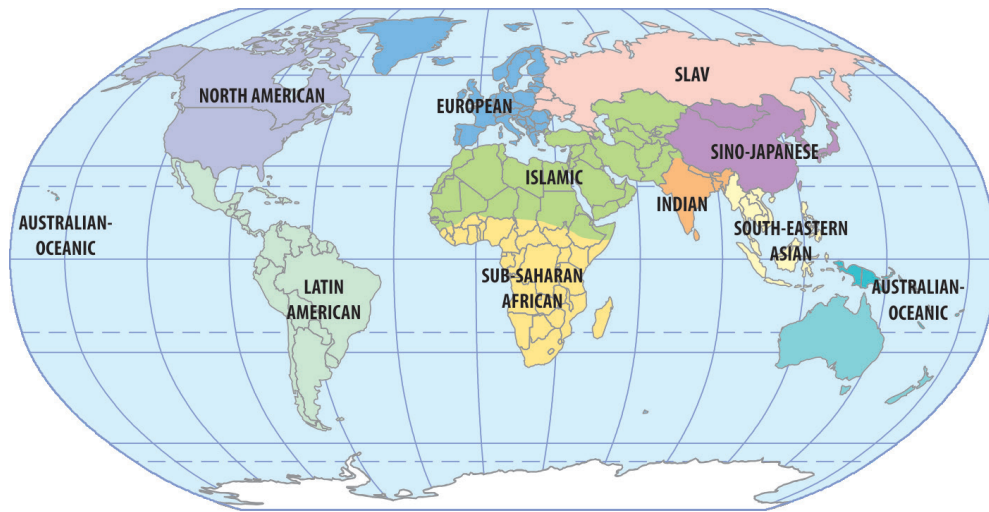 NORTH AMERICAN
EUROPEAN
SLAV
SINO-JAPANESE
ISLAMIC
INDIAN
AUSTRALIAN-
OCEANIC
SOUTH-EASTERN
ASIAN
SUB-SAHARAN
AFRICAN
LATIN
AMERICAN
AUSTRALIAN-
OCEANIC